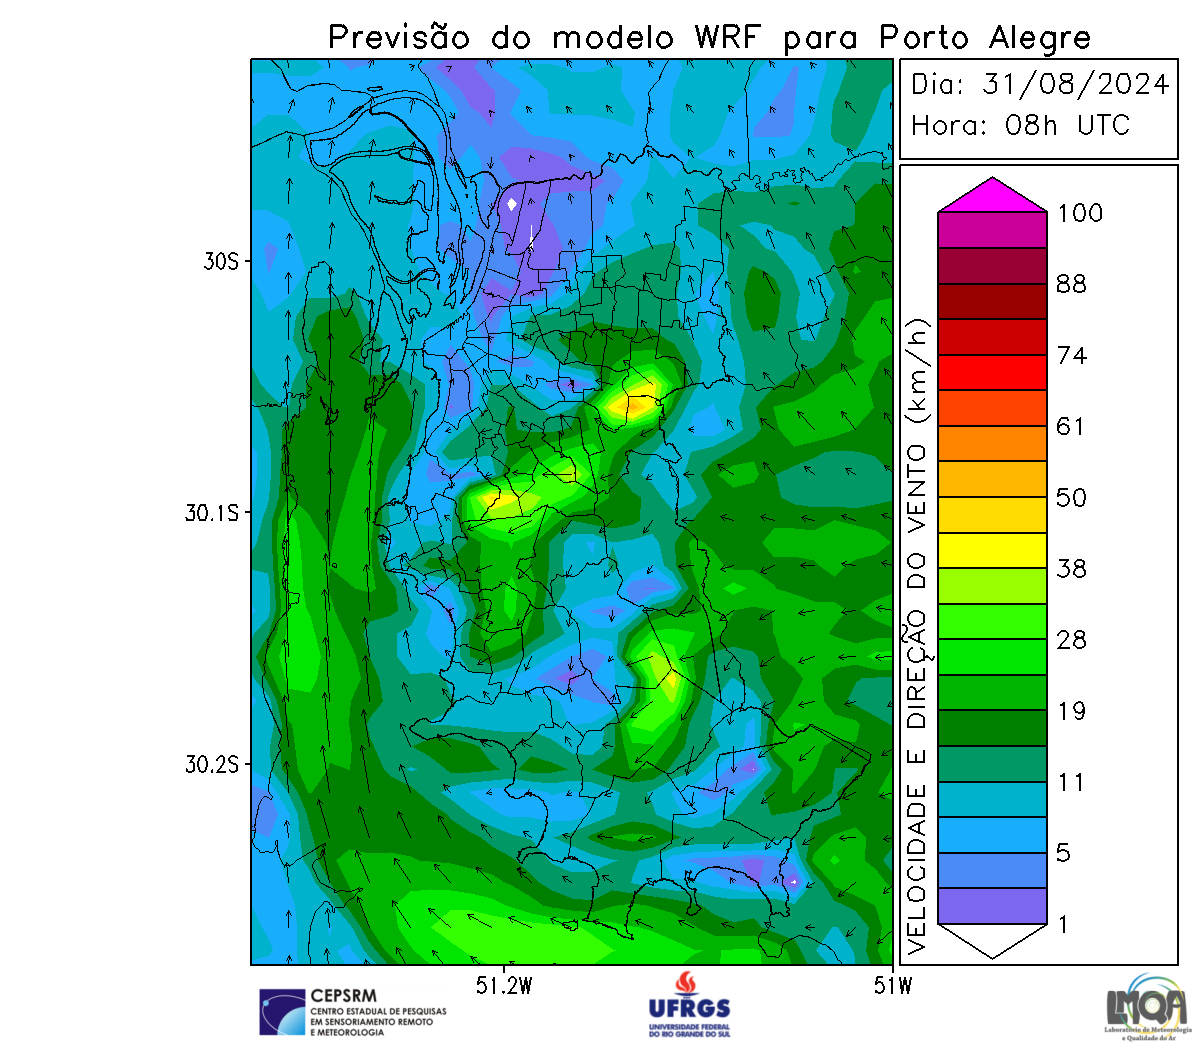 Previsão do modelo WRF para Porto Alegre
Dia: 31/08/2024
Hora: 08h UTC
VELOCIDADE E DIREÇÃO DO VENTO (km/h)
100
88
74
61
50
38
28
19
11
5
1
30S
30.1S
30.2S
51.2W
51W
CEPSRM
CENTRO ESTADUAL DE PESQUISAS
EM SENSORIAMENTO REMOTO
E METEOROLOGIA
UFRGS
UNIVERSIDADE FEDERAL
DO RIO GRANDE DO SUL
LMQA
Laboratório de Meteorologia
e Qualidade do Ar